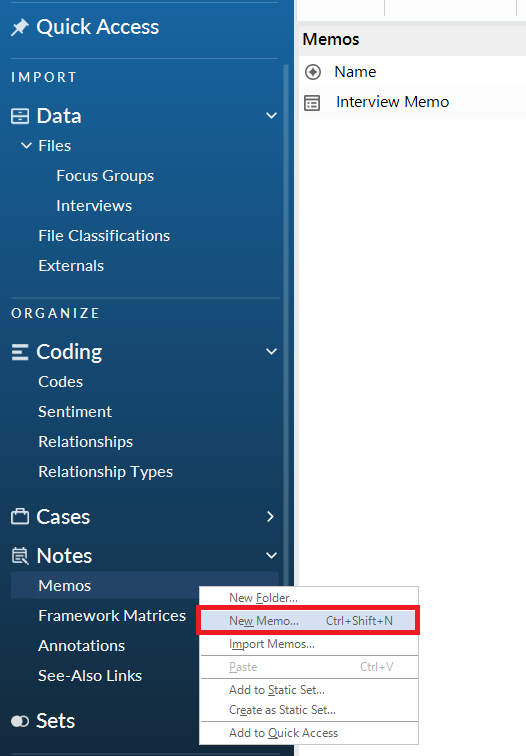 Quick Access
IMPORT
Data
Files
Focus Groups
Interviews
File Classifications
Externals
ORGANIZE
Coding
Codes
Sentiment
Relationships
Relationship Types
Cases
Notes
Memos
Framework Matrices
Annotations
See-Also Links
Sets
Memos
Name
Interview Memo
New Folder...
New Memo... Ctrl+Shift+N
Import Memos...
Paste Ctrl+V
Add to Static Set...
Create as Static Set...
Add to Quick Access